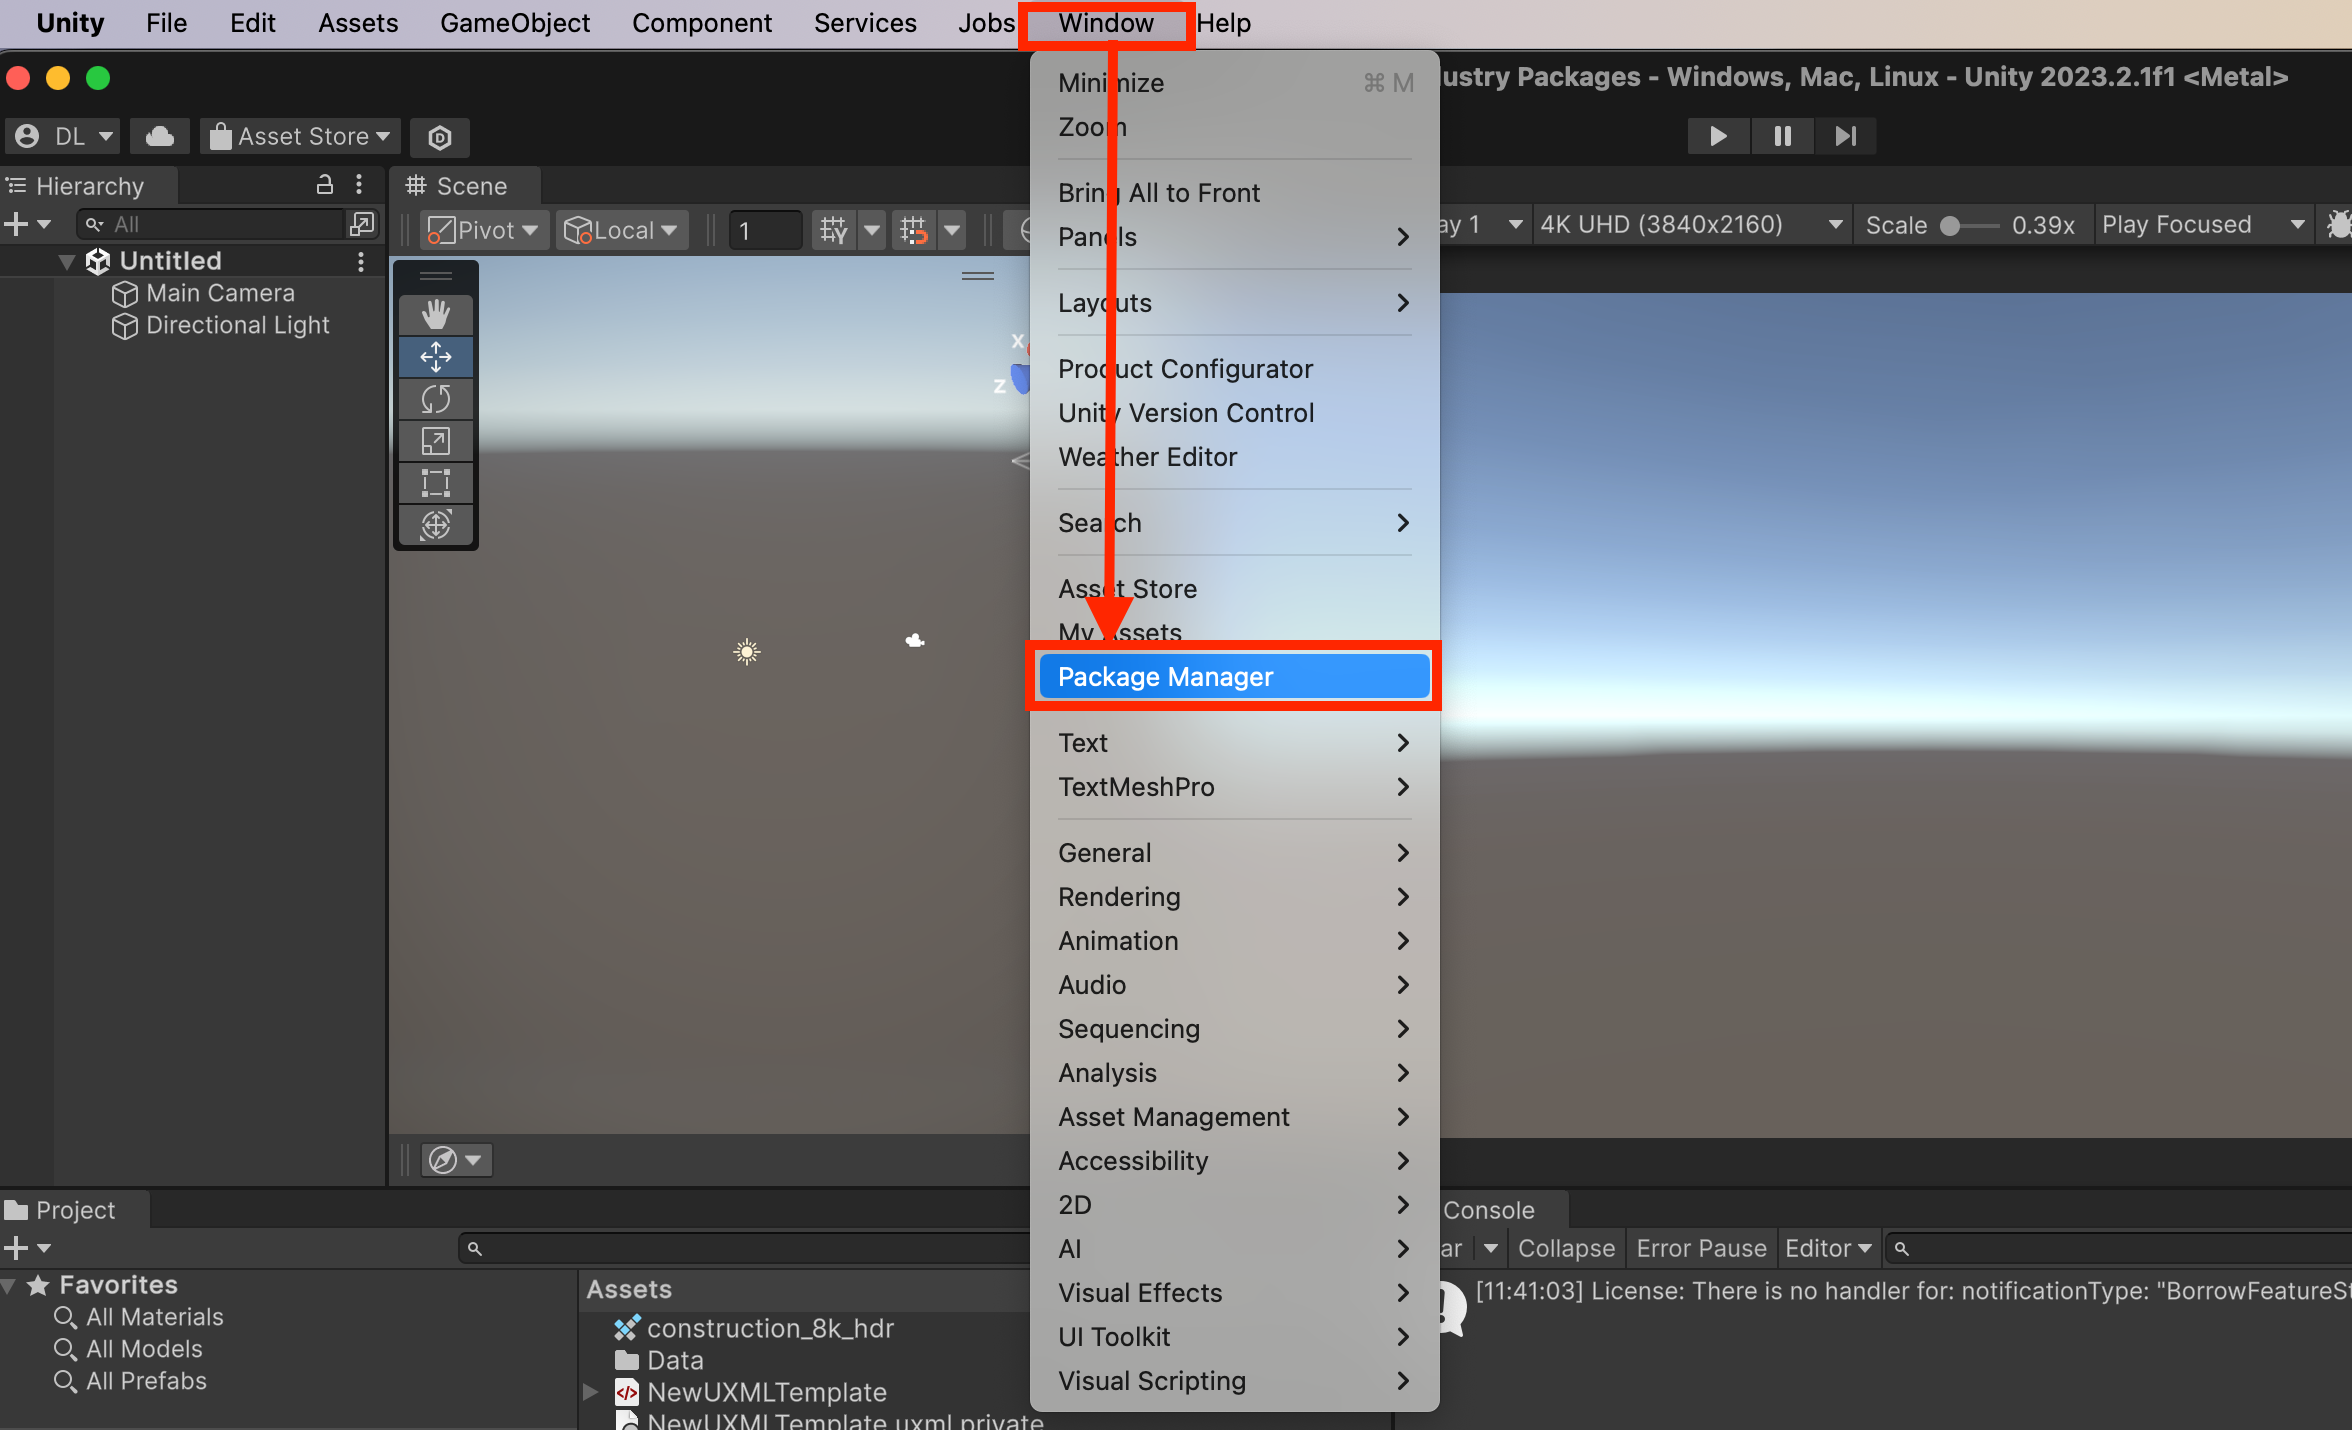 Unity File Edit Assets GameObject Component Services Jobs Window Help
ustry Packages - Windows, Mac, Linux - Unity 2023.2.1f1 <Metal>
DL Asset Store
Hierarchy
All
Untitled
Main Camera
Directional Light
Scene
Pivot Local 1
X
Z
Minimize ⌘ M
Zoom
Bring All to Front
Panels
Layouts
Product Configurator
Unity Version Control
Weather Editor
Search
Asset Store
My Assets
Package Manager
Text
TextMeshPro
General
Rendering
Animation
Audio
Sequencing
Analysis
Asset Management
Accessibility
2D
AI
Visual Effects
UI Toolkit
Visual Scripting
ay 1 4K UHD (3840x2160) Scale 0.39x Play Focused
Project
Favorites
All Materials
All Models
All Prefabs
Assets
construction_8k_hdr
Data
NewUXMLTemplate
NewUXMLTemplate.uxml.private
Console
ar Collapse Error Pause Editor
[11:41:03] License: There is no handler for: notificationType: "BorrowFeatureSt